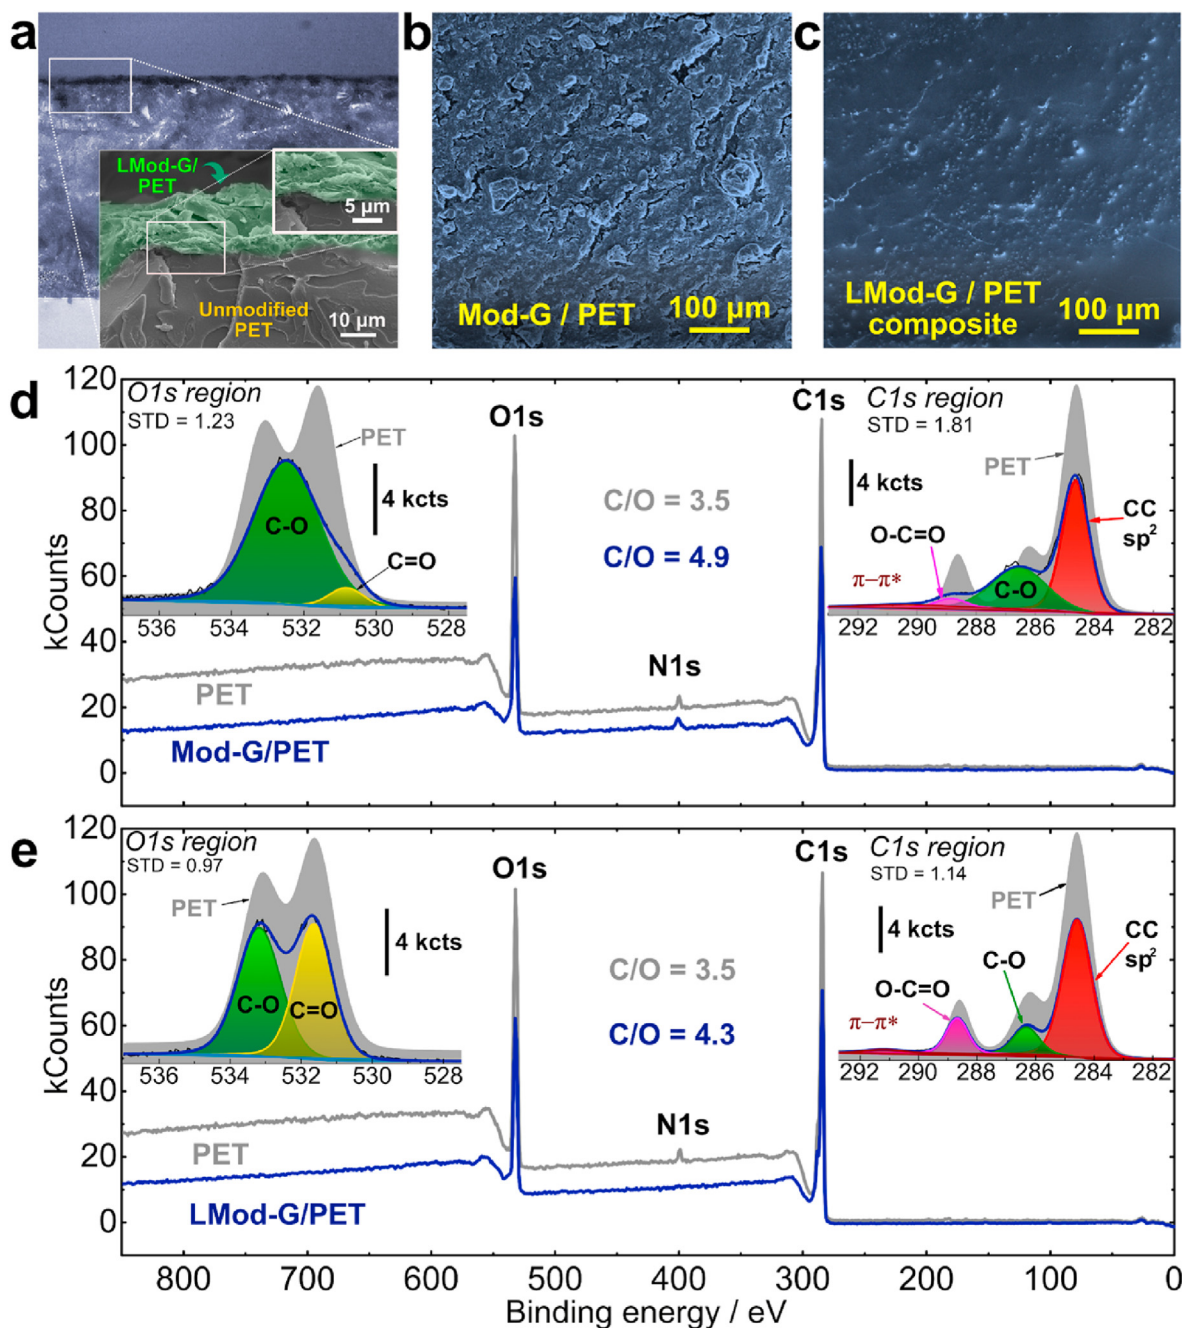 a
LMod-G/
PET
5 µm
Unmodified
PET
10 µm
b
Mod-G / PET
100 µm
c
LMod-G / PET
composite
100 µm
d
kCounts
120
100
80
60
40
20
0
O1s region
STD = 1.23
PET
4 kcts
C-O
C=O
536
534
532
530
528
O1s
C/O = 3.5
C/O = 4.9
N1s
C1s
C1s region
STD = 1.81
PET
4 kcts
O-C=O
CC
sp²
π–π*
C-O
292
290
288
286
284
282
PET
Mod-G/PET
e
kCounts
120
100
80
60
40
20
0
O1s region
STD = 0.97
PET
4 kcts
C-O
C=O
536
534
532
530
528
O1s
C/O = 3.5
C/O = 4.3
N1s
C1s
C1s region
STD = 1.14
PET
4 kcts
C-O
CC
sp²
O-C=O
π–π*
292
290
288
286
284
282
PET
LMod-G/PET
800
700
600
500
400
300
200
100
0
Binding energy / eV